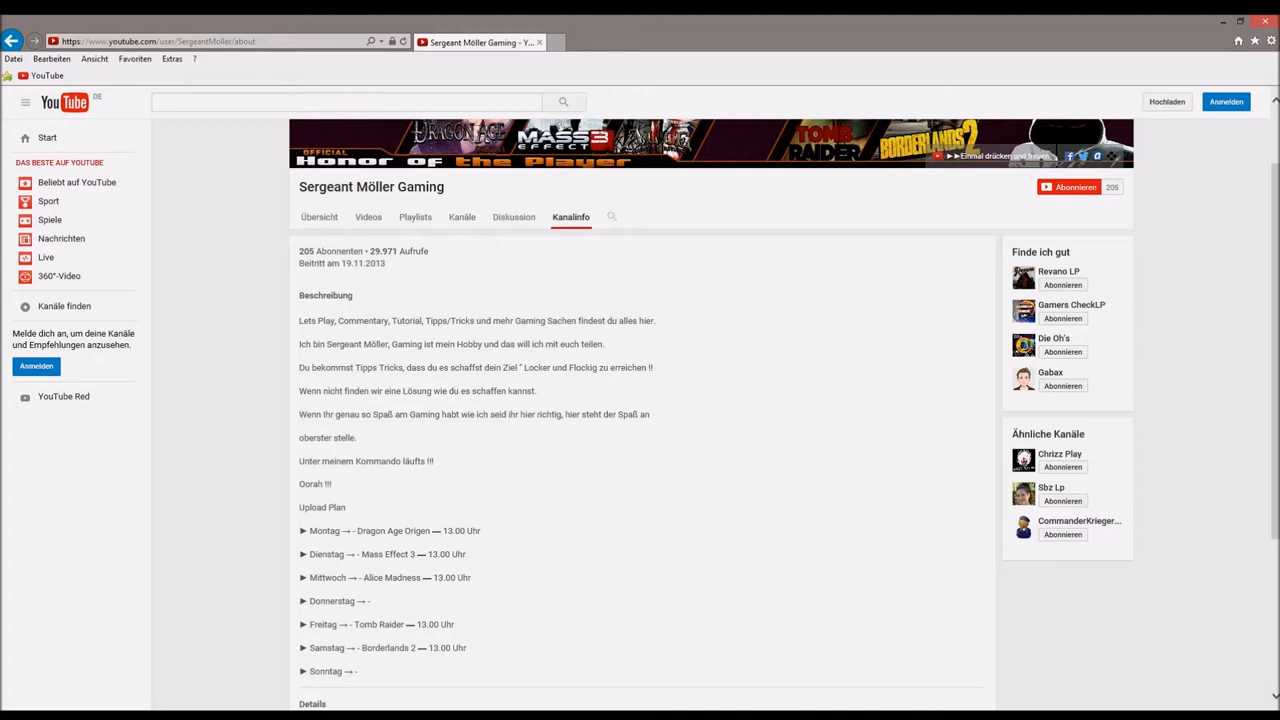 https://www.youtube.com/user/SergeantMoller/about
Sergeant Möller Gaming - Y...
Datei Bearbeiten Ansicht Favoriten Extras ?
YouTube
YouTube DE
Hochladen
Anmelden
Start
DAS BESTE AUF YOUTUBE
Beliebt auf YouTube
Sport
Spiele
Nachrichten
Live
360°-Video
Kanäle finden
Melde dich an, um deine Kanäle
und Empfehlungen anzusehen.
Anmelden
YouTube Red
DRAGON AGE
MASS EFFECT 3
TOMB RAIDER
BORDERLANDS 2
OFFICIAL
Honor of the Player
►►Einmal drücken und freuen
Sergeant Möller Gaming
Abonnieren 205
Übersicht Videos Playlists Kanäle Diskussion Kanalinfo
205 Abonnenten • 29.971 Aufrufe
Beitritt am 19.11.2013
Beschreibung
Lets Play, Commentary, Tutorial, Tipps/Tricks und mehr Gaming Sachen findest du alles hier.
Ich bin Sergeant Möller, Gaming ist mein Hobby und das will ich mit euch teilen.
Du bekommst Tipps Tricks, dass du es schaffst dein Ziel " Locker und Flockig zu erreichen !!
Wenn nicht finden wir eine Lösung wie du es schaffen kannst.
Wenn Ihr genau so Spaß am Gaming habt wie ich seid ihr hier richtig, hier steht der Spaß an
oberster stelle.
Unter meinem Kommando läufts !!!
Oorah !!!
Upload Plan
► Montag → - Dragon Age Origen — 13.00 Uhr
► Dienstag → - Mass Effect 3 — 13.00 Uhr
► Mittwoch → - Alice Madness — 13.00 Uhr
► Donnerstag → -
► Freitag → - Tomb Raider — 13.00 Uhr
► Samstag → - Borderlands 2 — 13.00 Uhr
► Sonntag → -
Details
Finde ich gut
Revano LP
Abonnieren
Gamers CheckLP
Abonnieren
Die Oh's
Abonnieren
Gabax
Abonnieren
Ähnliche Kanäle
Chrizz Play
Abonnieren
Sbz Lp
Abonnieren
CommanderKrieger...
Abonnieren